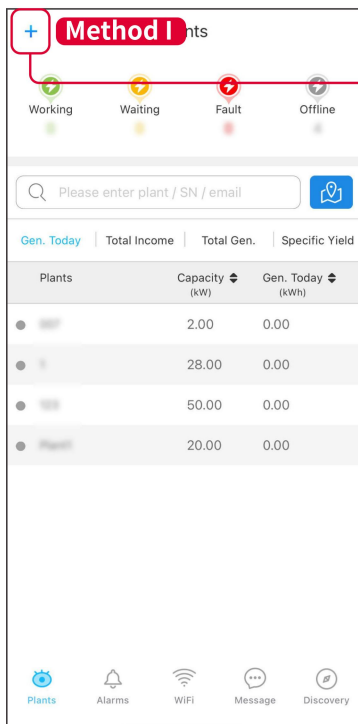 + Method I nts
Working Waiting Fault Offline
Please enter plant / SN / email
Gen. Today Total Income Total Gen. Specific Yield
Plants Capacity Gen. Today
(kW) (kWh)
2.00 0.00
28.00 0.00
50.00 0.00
20.00 0.00
Plants Alarms WiFi Message Discovery